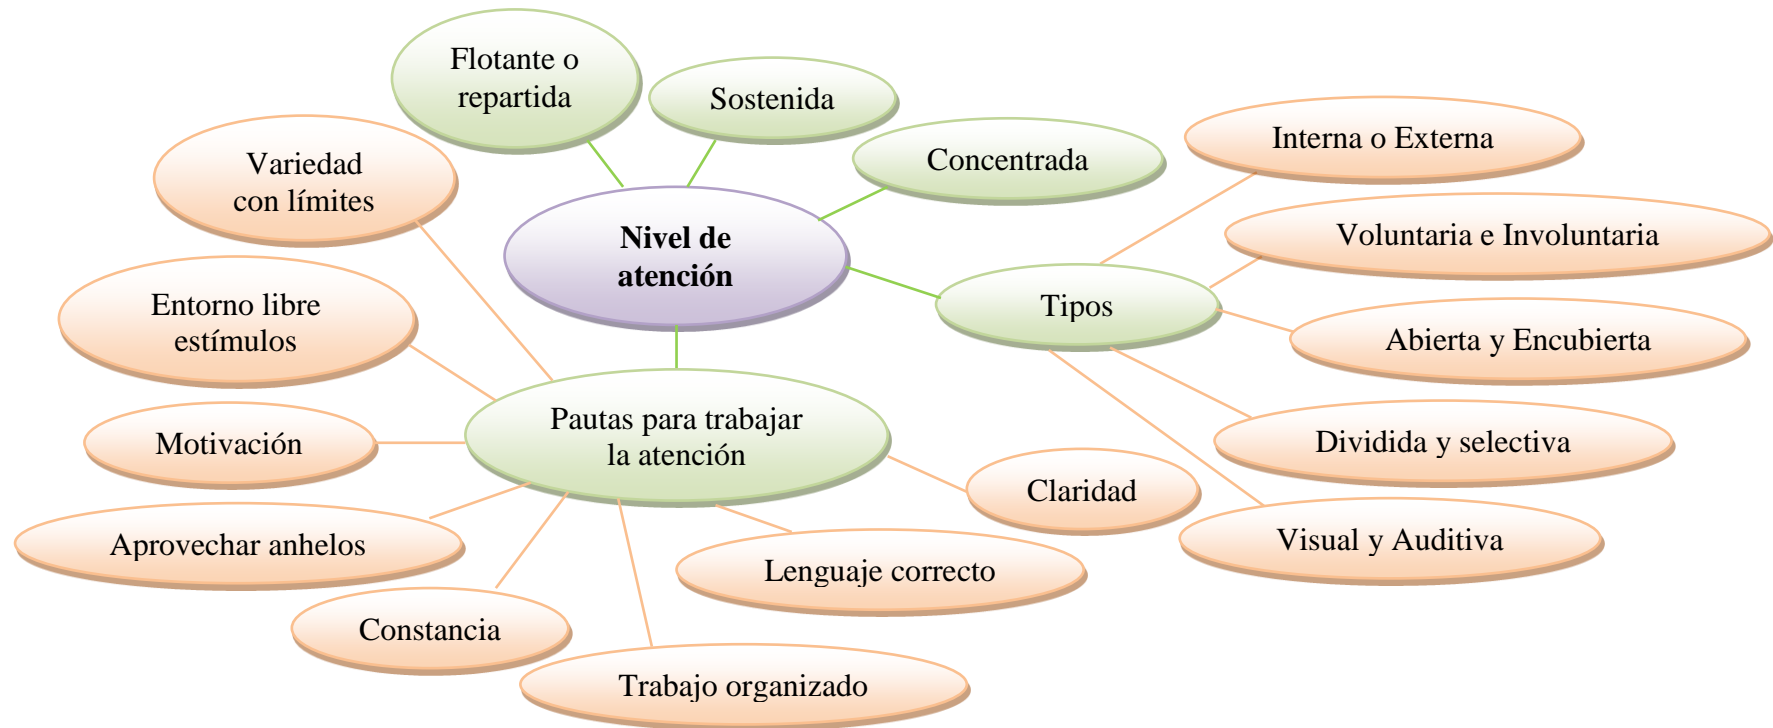 Flotante o
repartida
Sostenida
Concentrada
Interna o Externa
Variedad
con límites
Nivel de
atención
Voluntaria e Involuntaria
Entorno libre
estímulos
Tipos
Abierta y Encubierta
Motivación
Pautas para trabajar
la atención
Dividida y selectiva
Claridad
Aprovechar anhelos
Visual y Auditiva
Lenguaje correcto
Constancia
Trabajo organizado